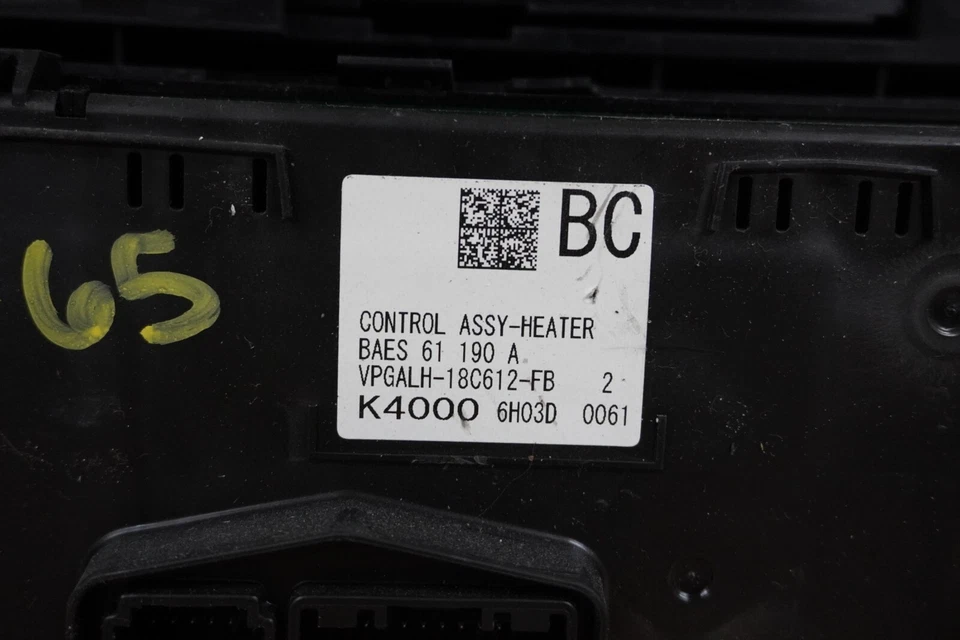 BC
65
CONTROL ASSY-HEATER
BAES 61 190 A
VPGALH-18C612-FB 2
K4000 6H03D 0061